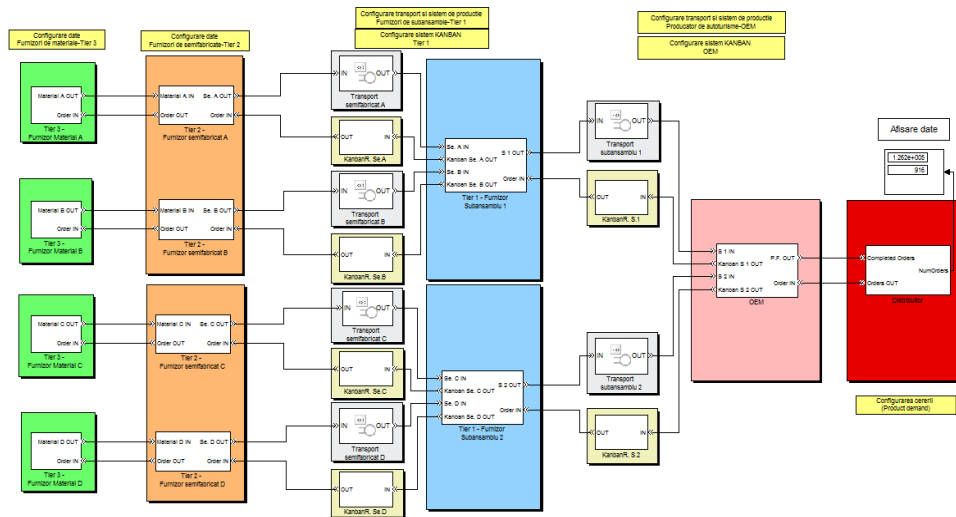 Configurare date
Furnizori de materiale-Tier 3
Configurare date
Furnizori de semifabricate-Tier 2
Configurare transport si sistem de productie
Furnizori de subansamble-Tier 1
Configurare sistem KANBAN
Tier 1
Configurare transport si sistem de productie
Producator de autoturisme-OEM
Configurare sistem KANBAN
OEM
Material A OUT
Order IN
Tier 3 -
Furnizor Material A
Material A IN
Se. A OUT
Order OUT
Order IN
Tier 2 -
Furnizor semifabricat A
IN
OUT
Transport
semifabricat A
OUT
IN
KanbanR. Se.A
Material B OUT
Order IN
Tier 3 -
Furnizor Material B
Material B IN
Se. B OUT
Order OUT
Order IN
Tier 2 -
Furnizor semifabricat B
IN
OUT
Transport
semifabricat B
OUT
IN
KanbanR. Se.B
Se. A IN
Kanban Se. A OUT
Se. B IN
Kanban Se. B OUT
S 1 OUT
Order IN
Tier 1 - Furnizor
Subansamblu 1
IN
OUT
Transport
subansamblu 1
OUT
IN
KanbanR. S.1
Material C OUT
Order IN
Tier 3 -
Furnizor Material C
Material C IN
Se. C OUT
Order OUT
Order IN
Tier 2 -
Furnizor semifabricat C
IN
OUT
Transport
semifabricat C
OUT
IN
KanbanR. Se.C
Material D OUT
Order IN
Tier 3 -
Furnizor Material D
Material D IN
Se. D OUT
Order OUT
Order IN
Tier 2 -
Furnizor semifabricat D
IN
OUT
Transport
semifabricat D
OUT
IN
KanbanR. Se.D
Se. C IN
Kanban Se. C OUT
Se. D IN
Kanban Se. D OUT
S 2 OUT
Order IN
Tier 1 - Furnizor
Subansamblu 2
IN
OUT
Transport
subansamblu 2
OUT
IN
KanbanR. S.2
S 1 IN
Kanban S 1 OUT
S 2 IN
Kanban S 2 OUT
P.F. OUT
Order IN
OEM
Afisare date
1.262e+005
916
Completed Orders
NumOrders
Orders OUT
Distribuitor
Configurarea cererii
(Product demand)